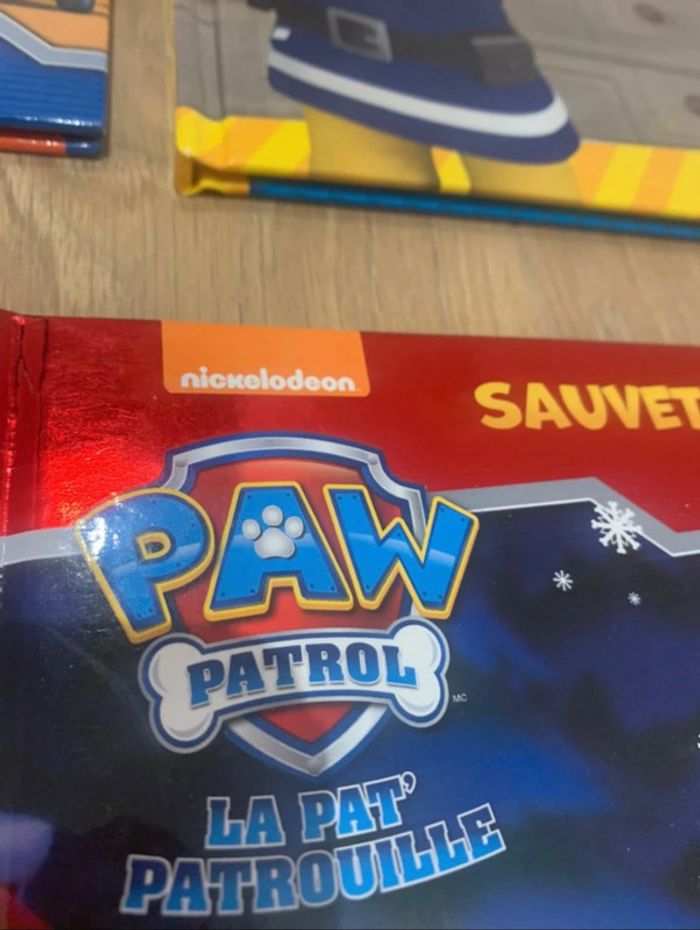 nickelodeon
SAUVET
PAW
PATROL
MC
LA PAT'
PATROUILLE